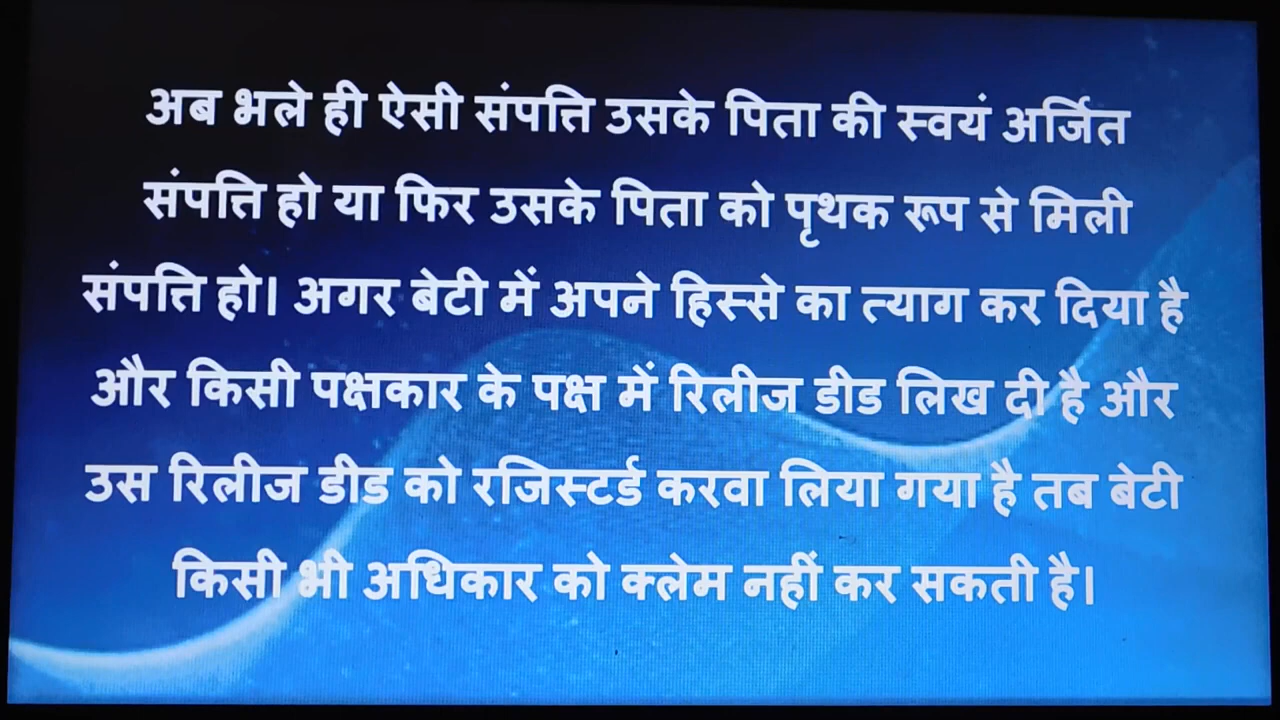 अब भले ही ऐसी संपत्ति उसके पिता की स्वयं अर्जित
संपत्ति हो या फिर उसके पिता को पृथक रूप से मिली
संपत्ति हो। अगर बेटी में अपने हिस्से का त्याग कर दिया है
और किसी पक्षकार के पक्ष में रिलीज डीड लिख दी है और
उस रिलीज डीड को रजिस्टर्ड करवा लिया गया है तब बेटी
किसी भी अधिकार को क्लेम नहीं कर सकती है।